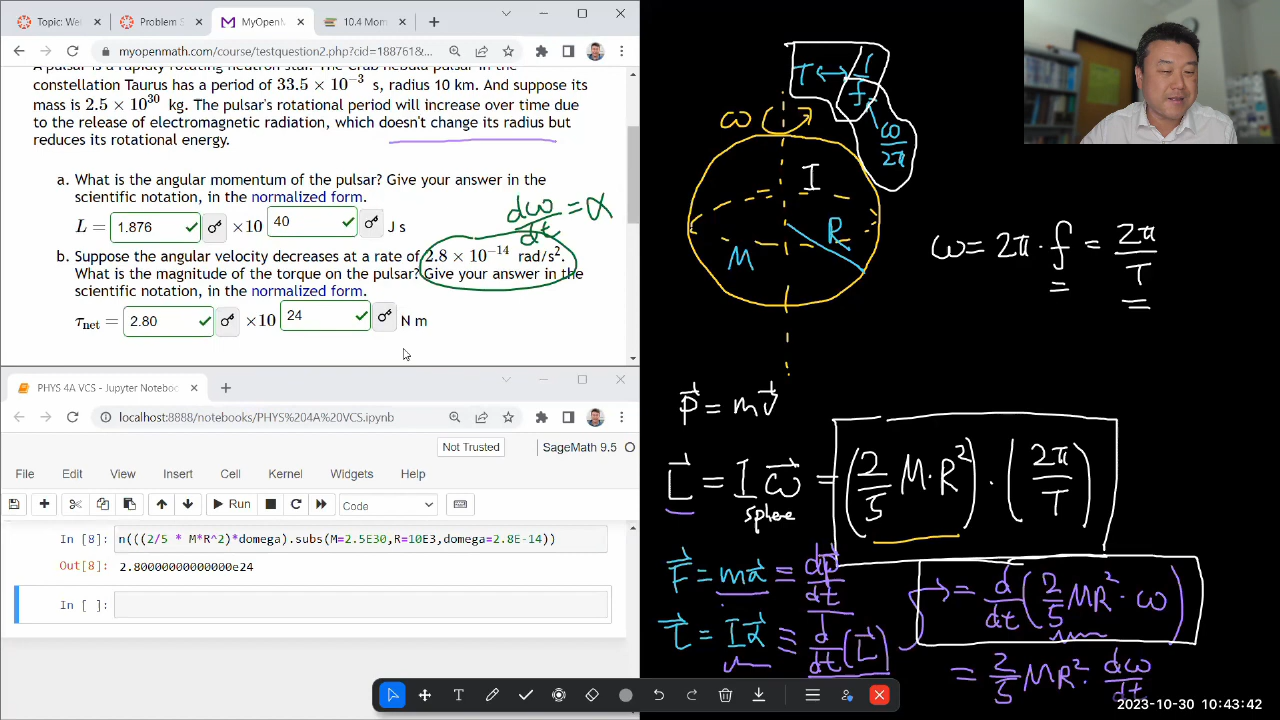 Topic: Wel
Problem S
MyOpenM
10.4 Mom
myopenmath.com/course/testquestion2.php?cid=188761&...
A pulsar is a rapidly rotating neutron star. The Crab nebula pulsar in the
constellation Taurus has a period of 33.5 × 10⁻³ s, radius 10 km. And suppose its
mass is 2.5 × 10³⁰ kg. The pulsar's rotational period will increase over time due
to the release of electromagnetic radiation, which doesn't change its radius but
reduces its rotational energy.
a. What is the angular momentum of the pulsar? Give your answer in the
scientific notation, in the normalized form.
L = 1.876 ×10 40 J s
dω/dt = α
b. Suppose the angular velocity decreases at a rate of 2.8 × 10⁻¹⁴ rad/s².
What is the magnitude of the torque on the pulsar? Give your answer in the
scientific notation, in the normalized form.
τnet = 2.80 ×10 24 N m
PHYS 4A VCS - Jupyter Notebo
localhost:8888/notebooks/PHYS%204A%20VCS.ipynb
Not Trusted
SageMath 9.5
File Edit View Insert Cell Kernel Widgets Help
Run
Code
In [8]: n(((2/5 * M*R^2)*domega).subs(M=2.5E30,R=10E3,domega=2.8E-14))
Out[8]: 2.80000000000000e24
In [ ]:
T ↔ 1/f
ω/2π
ω
I
R
M
ω = 2π · f = 2π/T
p⃗ = mv⃗
L⃗ = I ω⃗ = (2/5 M·R²) · (2π/T)
sphere
F⃗ = ma⃗ ≡ dp⃗/dt
τ⃗ = Iα⃗ ≡ d/dt (L⃗)
= d/dt (2/5 MR² · ω)
= 2/5 MR² · dω/dt
T
2023-10-30 10:43:42